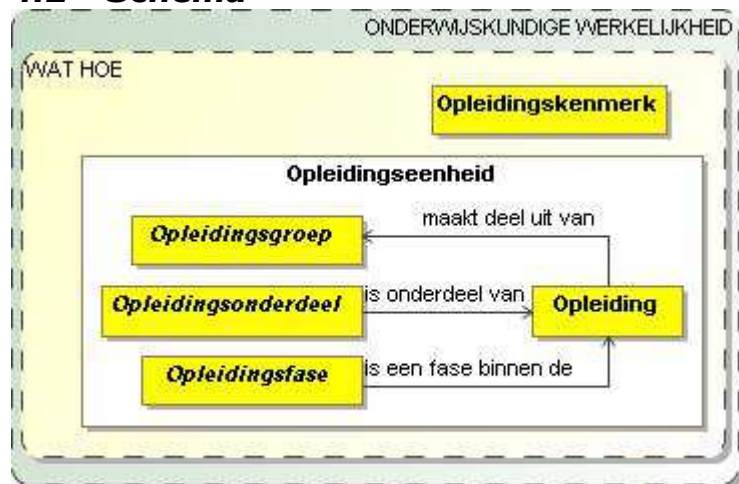 ONDERWIJSKUNDIGE WERKELIJKHEID
WAT HOE
Opleidingskenmerk
Opleidingseenheid
maakt deel uit van
Opleidingsgroep
is onderdeel van
Opleidingsonderdeel
Opleiding
is een fase binnen de
Opleidingsfase